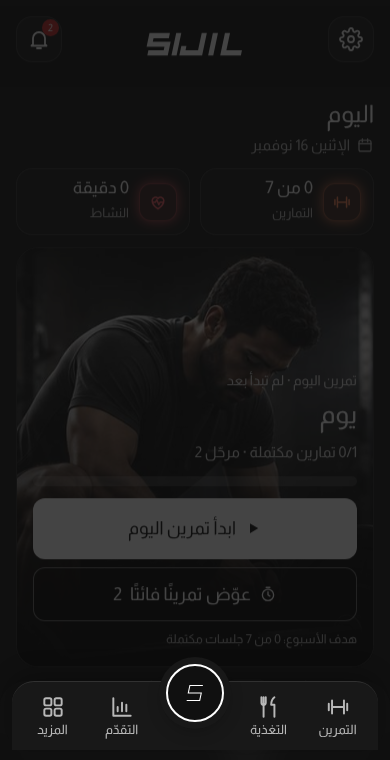 2
SIJIL
اليوم
الإثنين 16 نوفمبر
0 من 7
التمارين
0 دقيقة
النشاط
تمرين اليوم · لم تبدأ بعد
يوم
0/1 تمارين مكتملة · مرحّل 2
ابدأ تمرين اليوم
عوّض تمرينًا فائتًا 2
هدف الأسبوع: 0 من 7 جلسات مكتملة
S
التمرين
التغذية
التقدّم
المزيد